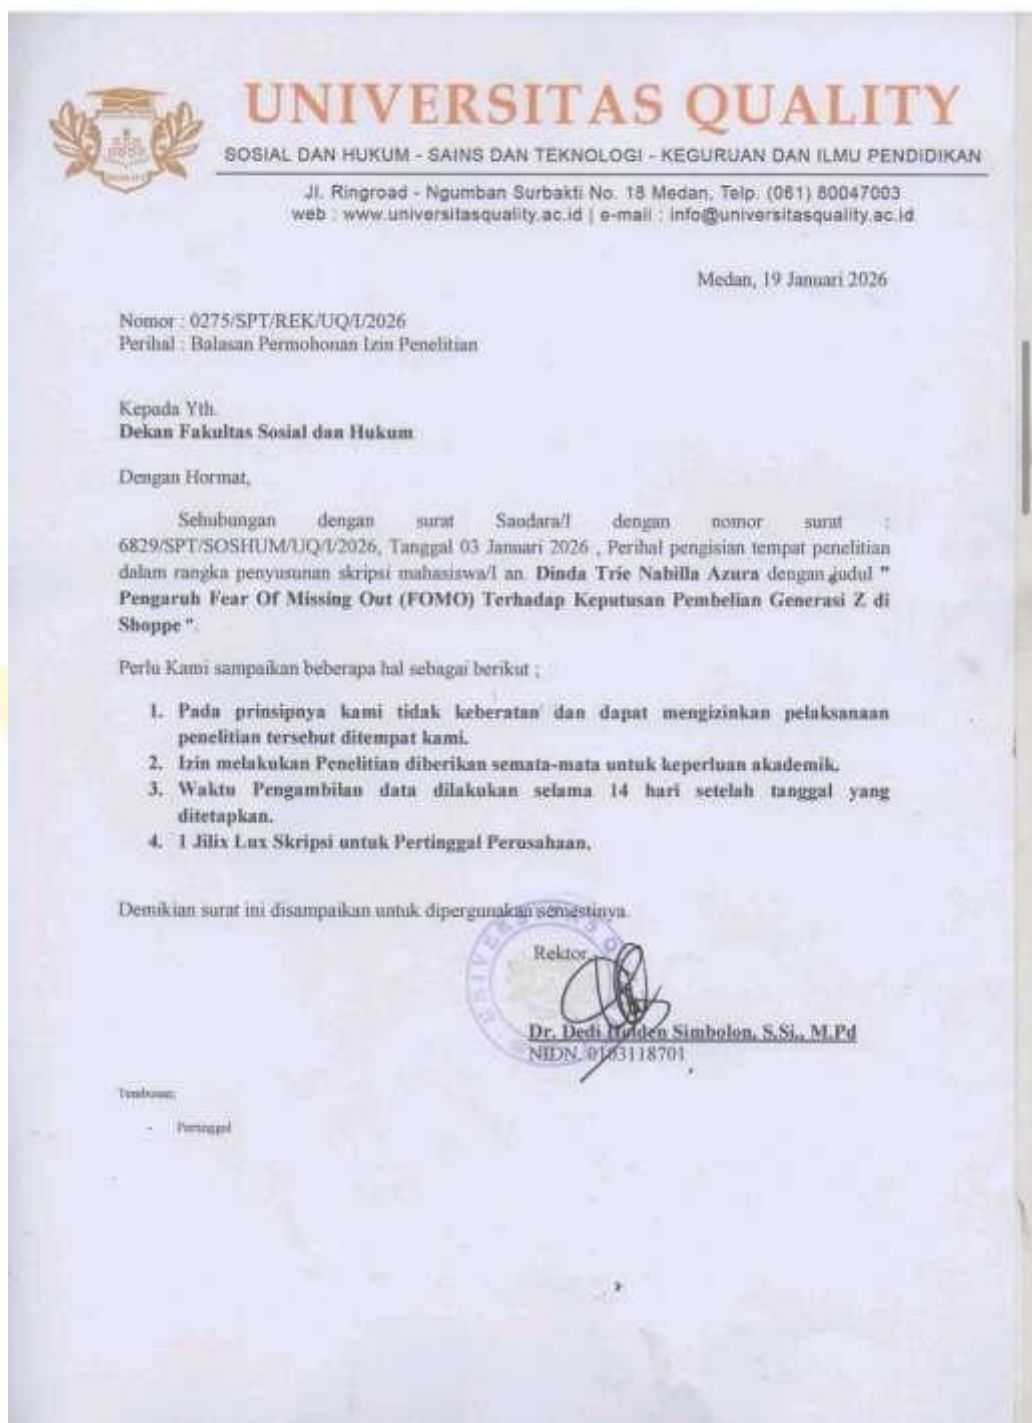 UNIVERSITAS QUALITY
SOSIAL DAN HUKUM - SAINS DAN TEKNOLOGI - KEGURUAN DAN ILMU PENDIDIKAN
Jl. Ringroad - Ngumban Surbakti No. 18 Medan, Telp. (061) 80047003
web : www.universitasquality.ac.id | e-mail : info@universitasquality.ac.id
Medan, 19 Januari 2026
Nomor : 0275/SPT/REK/UQ/I/2026
Perihal : Balasan Permohonan Izin Penelitian
Kepada Yth.
Dekan Fakultas Sosial dan Hukum
Dengan Hormat,
Sehubungan dengan surat Saudara/I dengan nomor surat :
6829/SPT/SOSHUM/UQ/I/2026, Tanggal 03 Januari 2026 , Perihal pengisian tempat penelitian
dalam rangka penyusunan skripsi mahasiswa/I an. Dinda Trie Nabilla Azura dengan judul "
Pengaruh Fear Of Missing Out (FOMO) Terhadap Keputusan Pembelian Generasi Z di
Shoppe ".
Perlu Kami sampaikan beberapa hal sebagai berikut ;
1. Pada prinsipnya kami tidak keberatan dan dapat mengizinkan pelaksanaan
penelitian tersebut ditempat kami.
2. Izin melakukan Penelitian diberikan semata-mata untuk keperluan akademik.
3. Waktu Pengambilan data dilakukan selama 14 hari setelah tanggal yang
ditetapkan.
4. 1 Jilix Lux Skripsi untuk Pertinggal Perusahaan.
Demikian surat ini disampaikan untuk dipergunakan semestinya.
Rektor
Dr. Dedi Holden Simbolon, S.Si., M.Pd
NIDN. 0103118701
Tembusan;
- Pertinggal